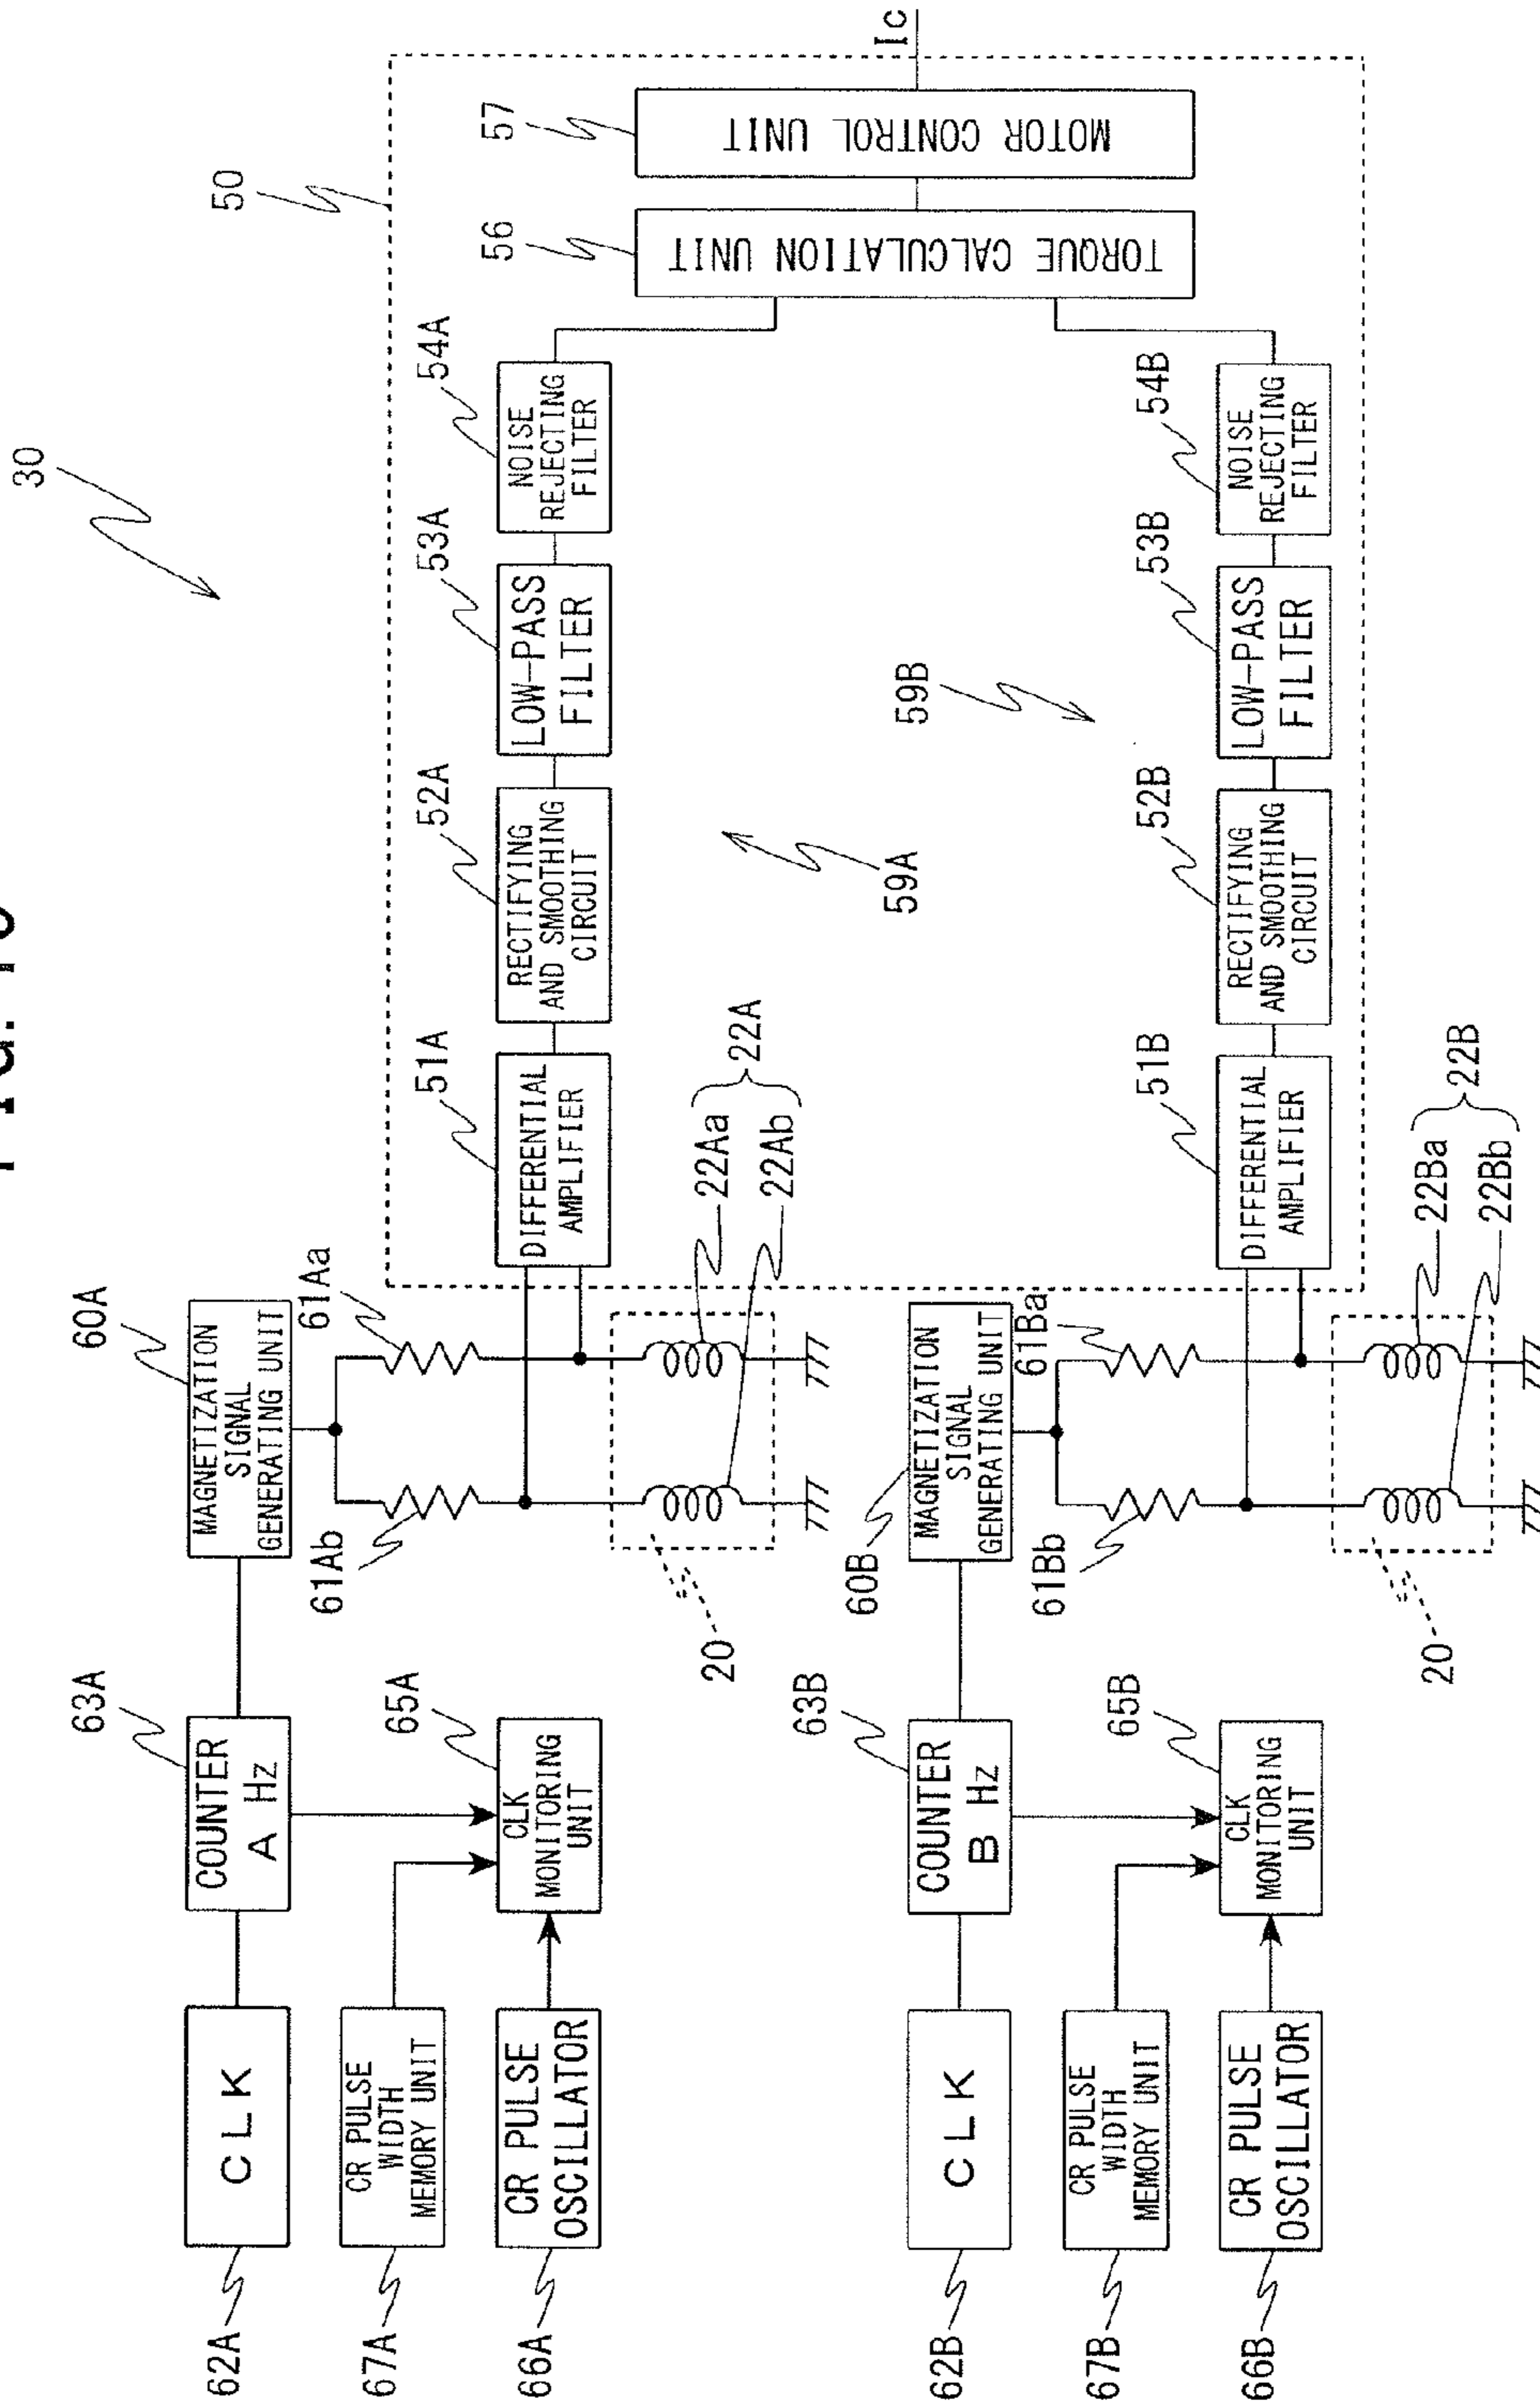 30
62A
CLK
63A
COUNTER
A Hz
60A
MAGNETIZATION
SIGNAL
GENERATING UNIT
50
67A
CR PULSE
WIDTH
MEMORY UNIT
61Ab
61Aa
65A
CLK
MONITORING
UNIT
66A
CR PULSE
OSCILLATOR
51A
DIFFERENTIAL
AMPLIFIER
52A
RECTIFYING
AND SMOOTHING
CIRCUIT
53A
LOW-PASS
FILTER
54A
NOISE
REJECTING
FILTER
56
TORQUE CALCULATION UNIT
57
MOTOR CONTROL UNIT
Ic
20
22Aa
22Ab
22A
59A
59B
62B
CLK
63B
COUNTER
B Hz
60B
MAGNETIZATION
SIGNAL
GENERATING UNIT
67B
CR PULSE
WIDTH
MEMORY UNIT
61Bb
61Ba
65B
CLK
MONITORING
UNIT
66B
CR PULSE
OSCILLATOR
51B
DIFFERENTIAL
AMPLIFIER
52B
RECTIFYING
AND SMOOTHING
CIRCUIT
53B
LOW-PASS
FILTER
54B
NOISE
REJECTING
FILTER
20
22Ba
22Bb
22B